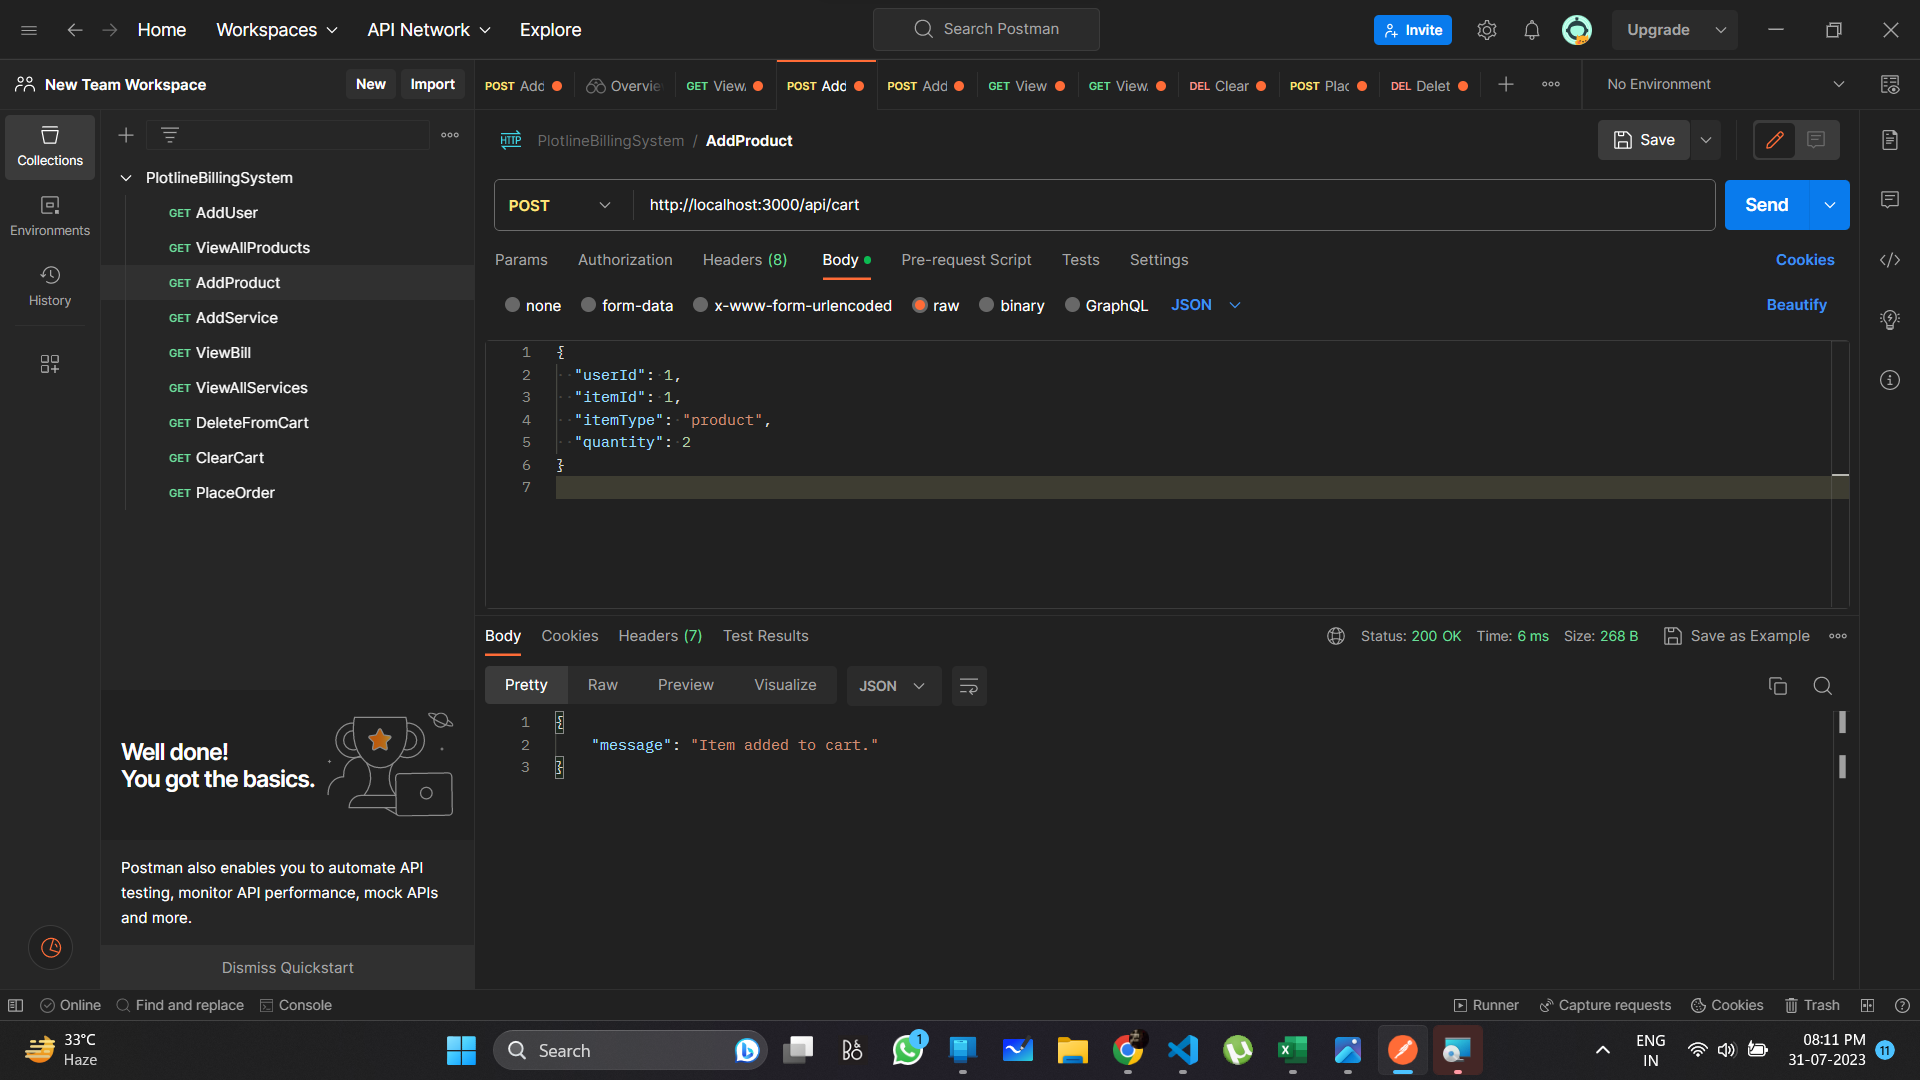 Home
Workspaces
API Network
Explore
Search Postman
Invite
Upgrade
New Team Workspace
New
Import
POST Add
Overvie
GET View
POST Add
POST Add
GET View
GET View
DEL Clear
POST Plac
DEL Delet
No Environment
Collections
Environments
History
PlotlineBillingSystem
GET AddUser
GET ViewAllProducts
GET AddProduct
GET AddService
GET ViewBill
GET ViewAllServices
GET DeleteFromCart
GET ClearCart
GET PlaceOrder
Well done!
You got the basics.
Postman also enables you to automate API
testing, monitor API performance, mock APIs
and more.
Dismiss Quickstart
HTTP PlotlineBillingSystem / AddProduct
Save
POST
http://localhost:3000/api/cart
Send
Params
Authorization
Headers (8)
Body
Pre-request Script
Tests
Settings
Cookies
none
form-data
x-www-form-urlencoded
raw
binary
GraphQL
JSON
Beautify
1 {
2 "userId": 1,
3 "itemId": 1,
4 "itemType": "product",
5 "quantity": 2
6 }
7
Body
Cookies
Headers (7)
Test Results
Status: 200 OK
Time: 6 ms
Size: 268 B
Save as Example
Pretty
Raw
Preview
Visualize
JSON
1 {
2 "message": "Item added to cart."
3 }
Online
Find and replace
Console
Runner
Capture requests
Cookies
Trash
33°C
Haze
Search
1
ENG
IN
08:11 PM
31-07-2023
11